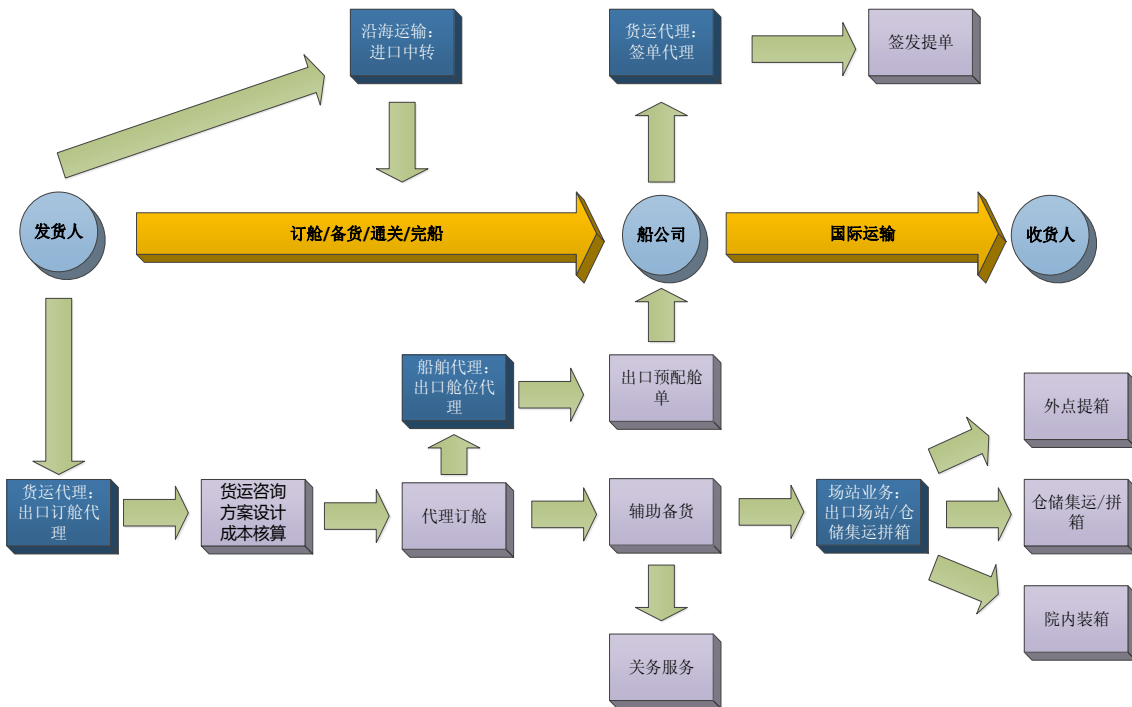 沿海运输：
进口中转
货运代理：
签单代理
签发提单
发货人
订舱/备货/通关/完船
船公司
国际运输
收货人
船舶代理：
出口舱位代
理
出口预配舱
单
外点提箱
货运代理：
出口订舱代
理
货运咨询
方案设计
成本核算
代理订舱
辅助备货
场站业务：
出口场站/仓
储集运拼箱
仓储集运/拼
箱
院内装箱
关务服务